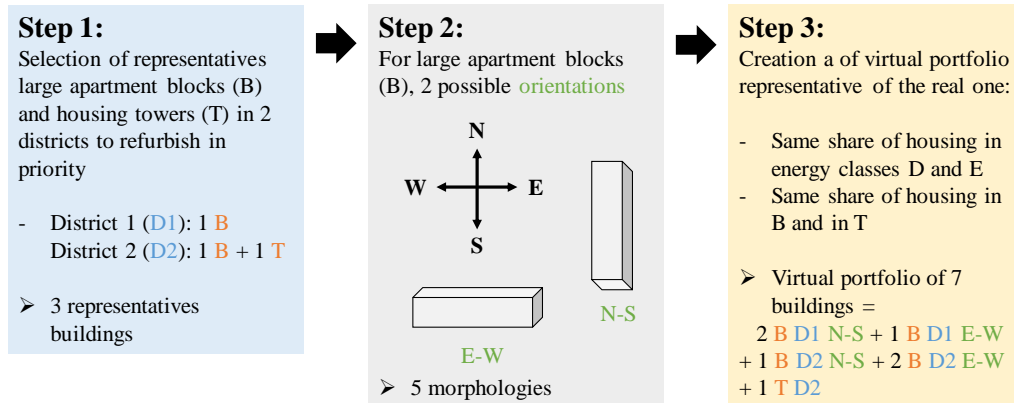 Step 1:
Selection of representatives
large apartment blocks (B)
and housing towers (T) in 2
districts to refurbish in
priority
- District 1 (D1): 1 B
District 2 (D2): 1 B + 1 T
➢ 3 representatives
buildings
Step 2:
For large apartment blocks
(B), 2 possible orientations
N
W E
S
N-S
E-W
➢ 5 morphologies
Step 3:
Creation a of virtual portfolio
representative of the real one:
- Same share of housing in
energy classes D and E
- Same share of housing in
B and in T
➢ Virtual portfolio of 7
buildings =
2 B D1 N-S + 1 B D1 E-W
+ 1 B D2 N-S + 2 B D2 E-W
+ 1 T D2